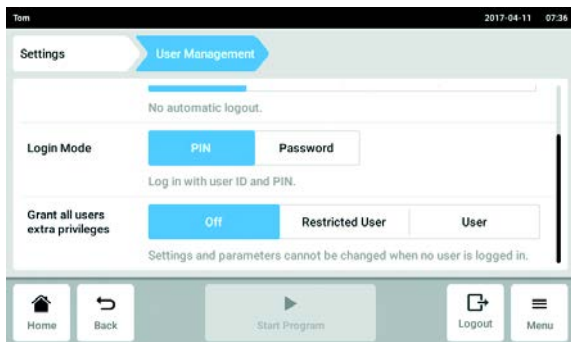 Tom 2017-04-11 07:36
Settings User Management
No automatic logout.
Login Mode PIN Password
Log in with user ID and PIN.
Grant all users
extra privileges Off Restricted User User
Settings and parameters cannot be changed when no user is logged in.
Home Back Start Program Logout Menu